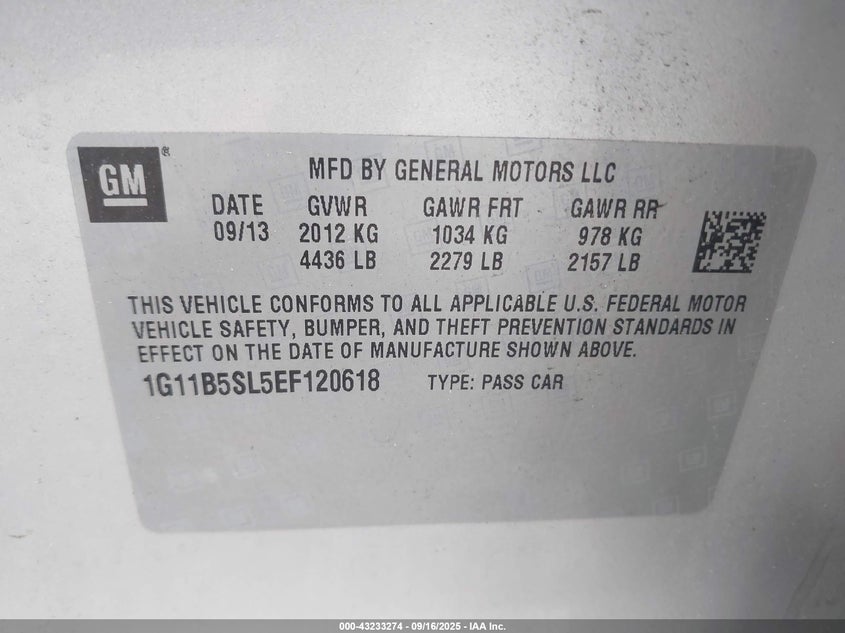 GM®
MFD BY GENERAL MOTORS LLC
DATE GVWR GAWR FRT GAWR RR
09/13 2012 KG 1034 KG 978 KG
4436 LB 2279 LB 2157 LB
THIS VEHICLE CONFORMS TO ALL APPLICABLE U.S. FEDERAL MOTOR
VEHICLE SAFETY, BUMPER, AND THEFT PREVENTION STANDARDS IN
EFFECT ON THE DATE OF MANUFACTURE SHOWN ABOVE.
1G11B5SL5EF120618 TYPE: PASS CAR
000-43233274 - 09/16/2025 - IAA Inc.